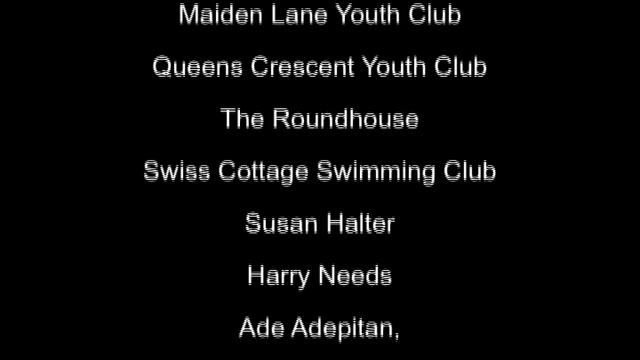 Maiden Lane Youth Club
Queens Crescent Youth Club
The Roundhouse
Swiss Cottage Swimming Club
Susan Halter
Harry Needs
Ade Adepitan,